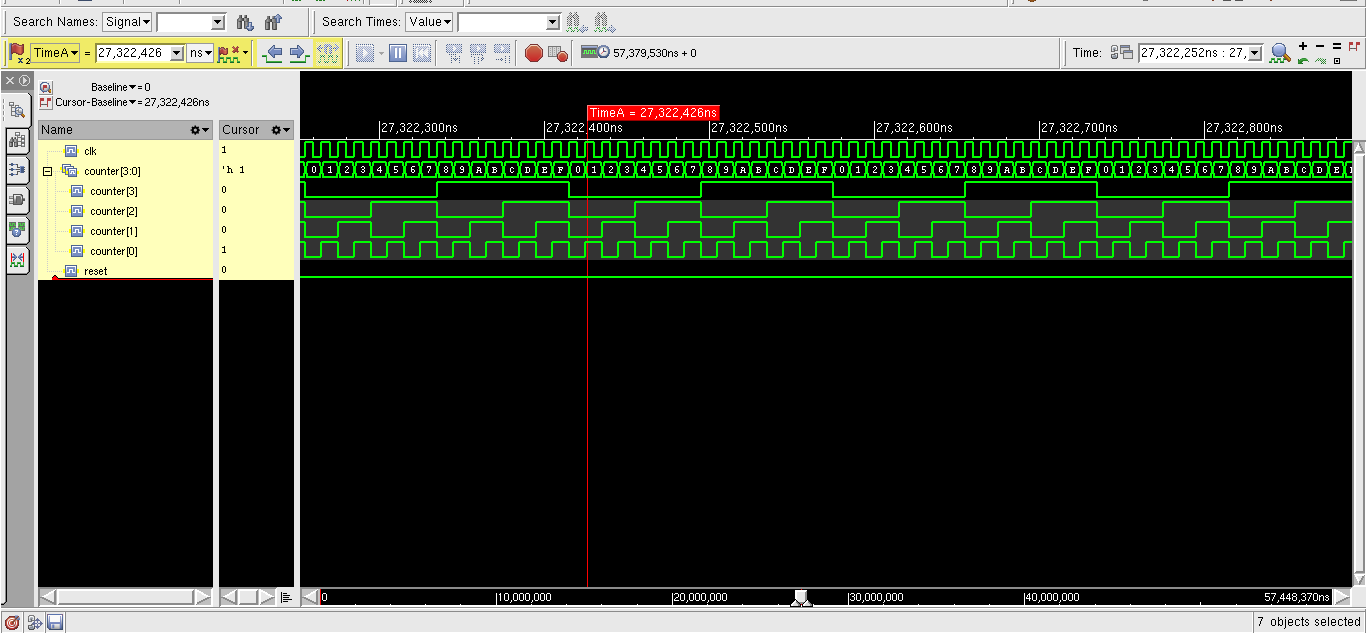 Search Names: Signal Search Times: Value
TimeA = 27,322,426 ns 57,379,530ns + 0 Time: 27,322,252ns : 27,
x2
Baseline = 0
Cursor-Baseline = 27,322,426ns
TimeA = 27,322,426ns
Name Cursor 27,322,300ns 27,322,400ns 27,322,500ns 27,322,600ns 27,322,700ns 27,322,800ns
clk 1
counter[3:0] 'h 1 0 1 2 3 4 5 6 7 8 9 A B C D E F 0 1 2 3 4 5 6 7 8 9 A B C D E F 0 1 2 3 4 5 6 7 8 9 A B C D E F 0 1 2 3 4 5 6 7 8 9 A B C D E
counter[3] 0
counter[2] 0
counter[1] 0
counter[0] 1
reset 0
0 10,000,000 20,000,000 30,000,000 40,000,000 57,448,370ns
7 objects selected